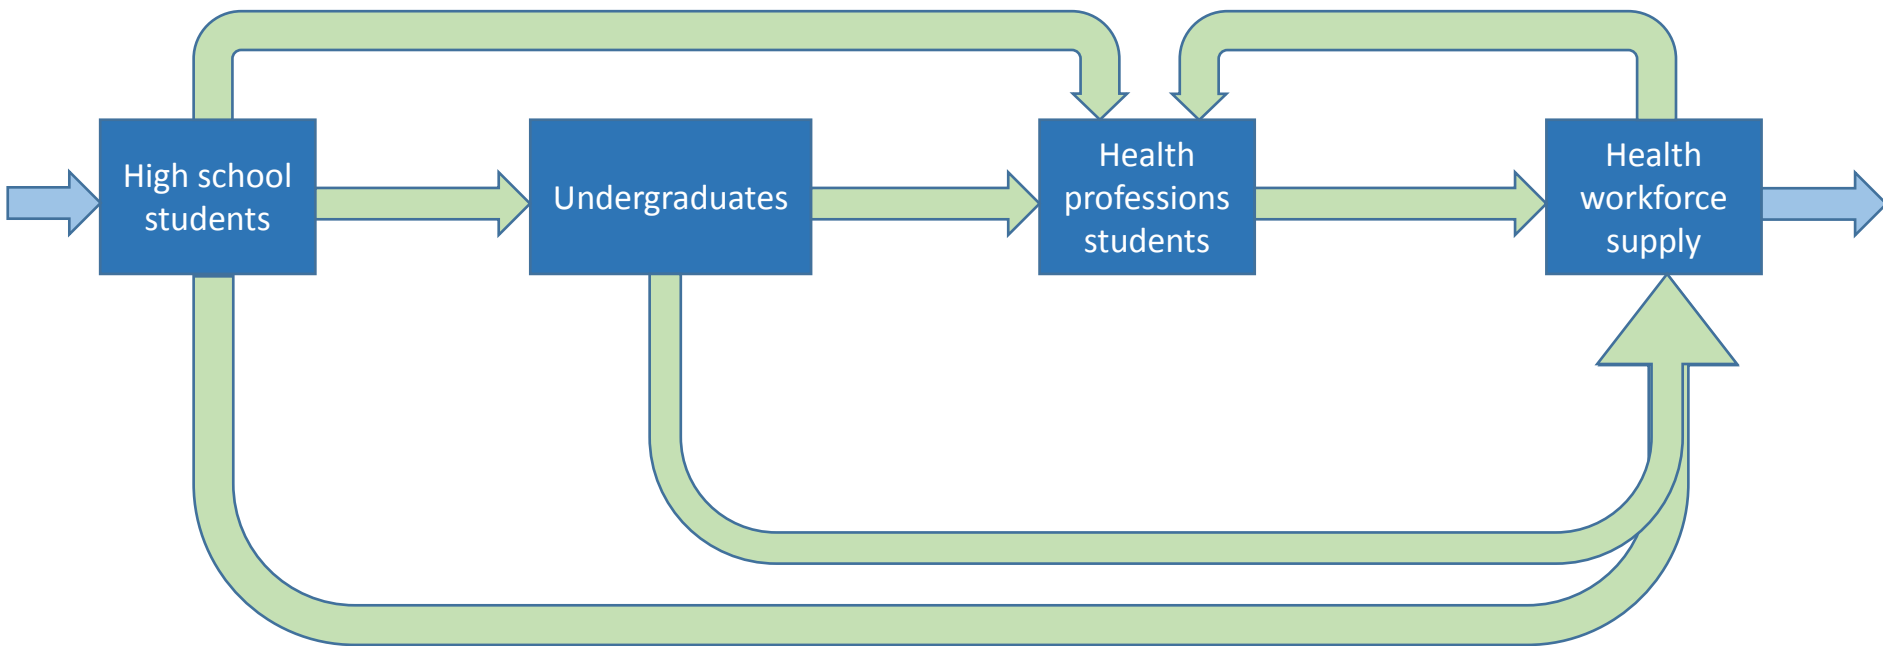 High school
students
Undergraduates
Health
professions
students
Health
workforce
supply